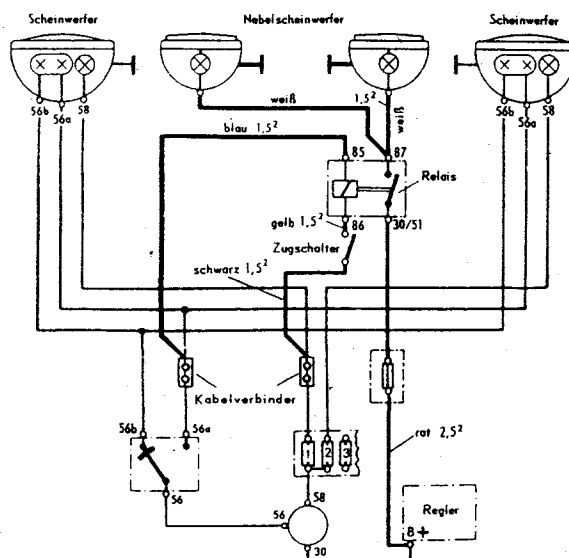 Scheinwerfer
Nebelscheinwerfer
Scheinwerfer
56b
56a
58
weiß
1,5²
weiß
56b
56a
58
blau 1,5²
85
87
Relais
gelb 1,5²
86
30/51
Zugschalter
schwarz 1,5²
Kabelverbinder
56b
56a
1
2
3
rot 2,5²
56
58
56
30
Regler
B+